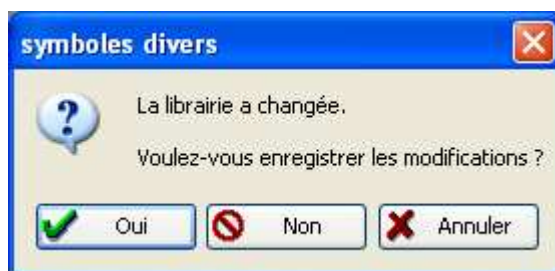 symboles divers
La librairie a changée.
Voulez-vous enregistrer les modifications ?
Oui Non Annuler